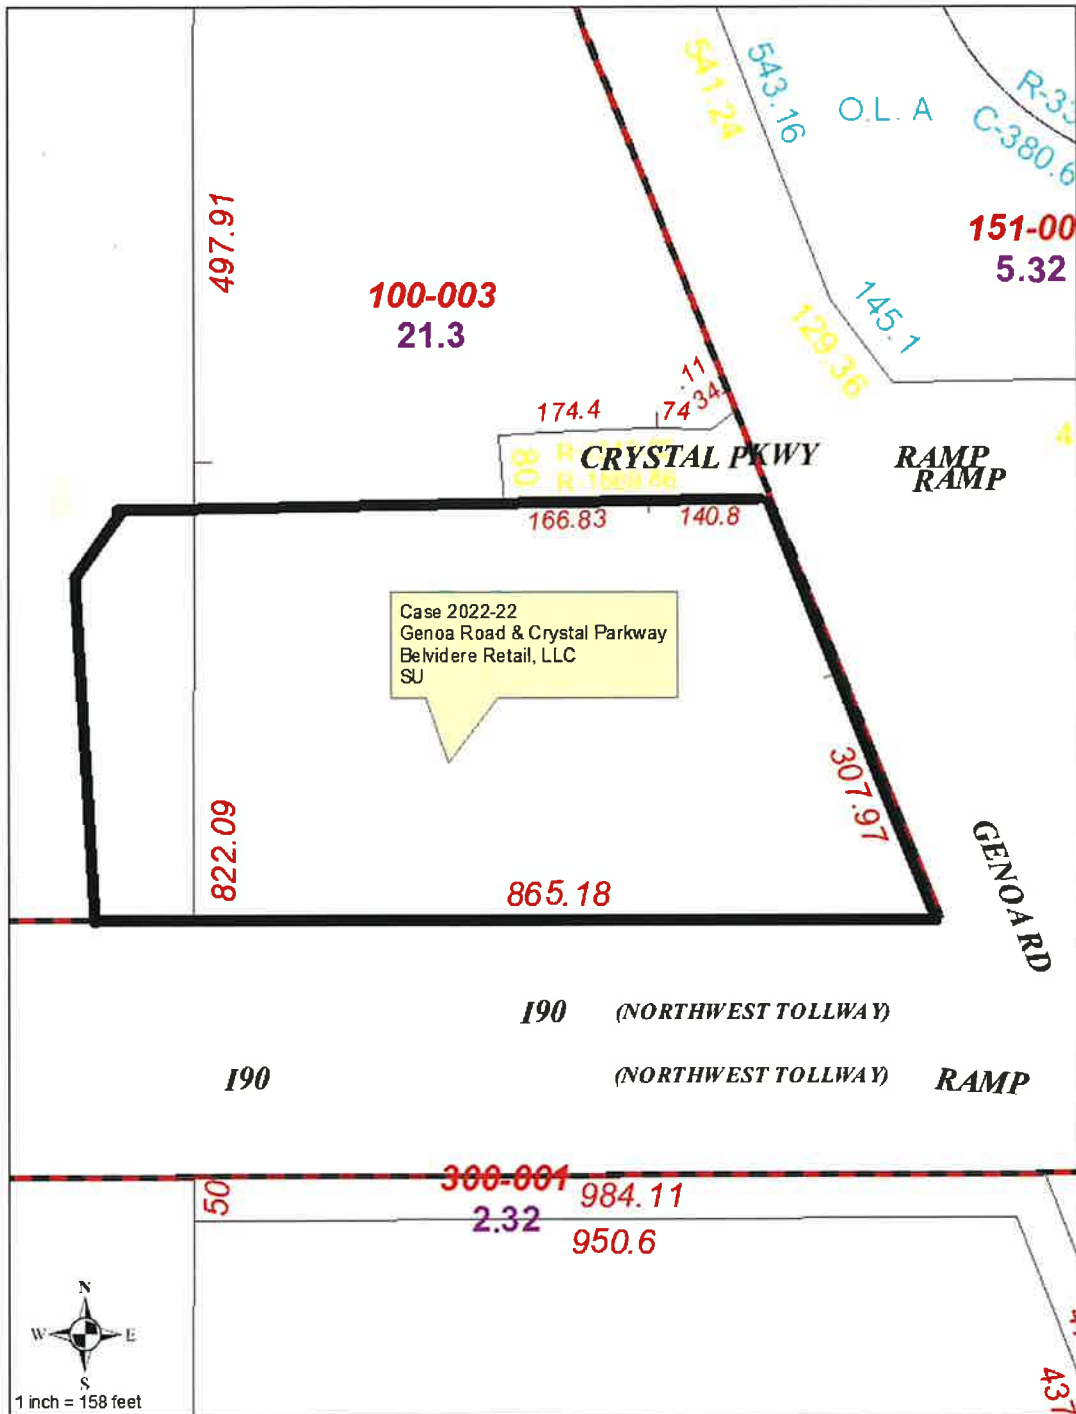 541.24
543.16
O.L. A
C-380.6
497.91
151-00
5.32
100-003
21.3
145.1
129.36
11
34
174.4
74
80
CRYSTAL PKWY
RAMP
RAMP
4
166.83
140.8
Case 2022-22
Genoa Road & Crystal Parkway
Belvidere Retail, LLC
SU
307.97
822.09
865.18
GENOA RD
I90 (NORTHWEST TOLLWAY)
I90 (NORTHWEST TOLLWAY) RAMP
300-001
984.11
50
2.32
950.6
437
N
W E
S
1 inch = 158 feet